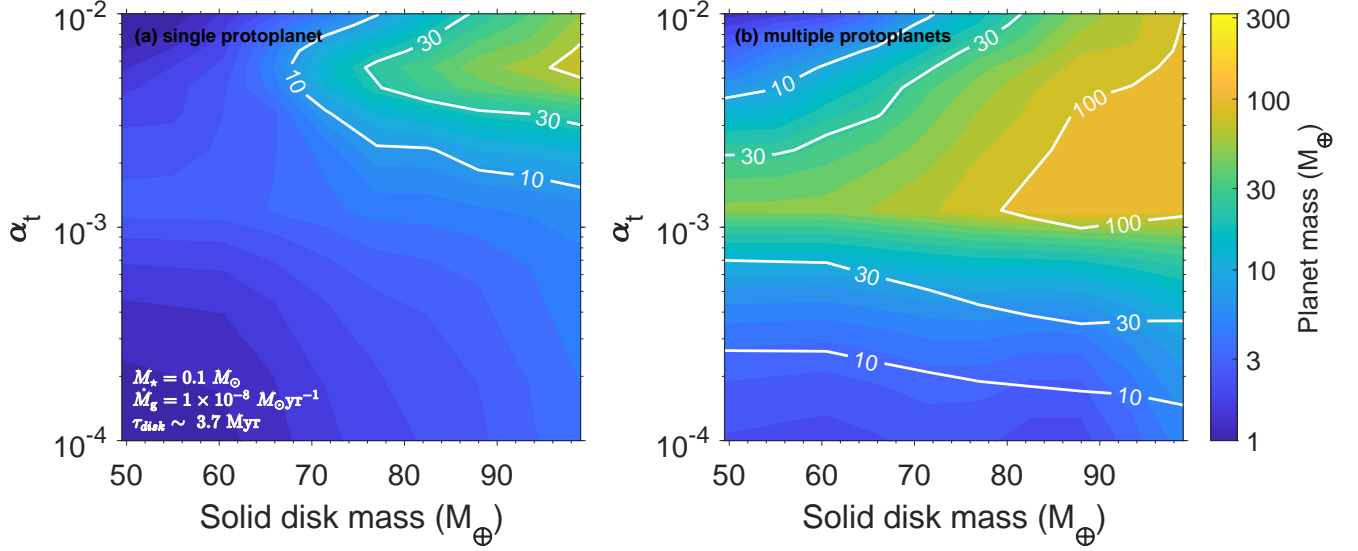 (a) single protoplanet
(b) multiple protoplanets
10⁻²
10⁻³
10⁻⁴
αₜ
50 60 70 80 90
Solid disk mass (M⊕)
10
30
30
10
M⋆ = 0.1 M⊙
Ṁg = 1 × 10⁻⁸ M⊙yr⁻¹
τdisk ∼ 3.7 Myr
10⁻²
10⁻³
10⁻⁴
αₜ
50 60 70 80 90
Solid disk mass (M⊕)
10
30
100
30
100
30
30
10
10
300
100
30
10
3
1
Planet mass (M⊕)